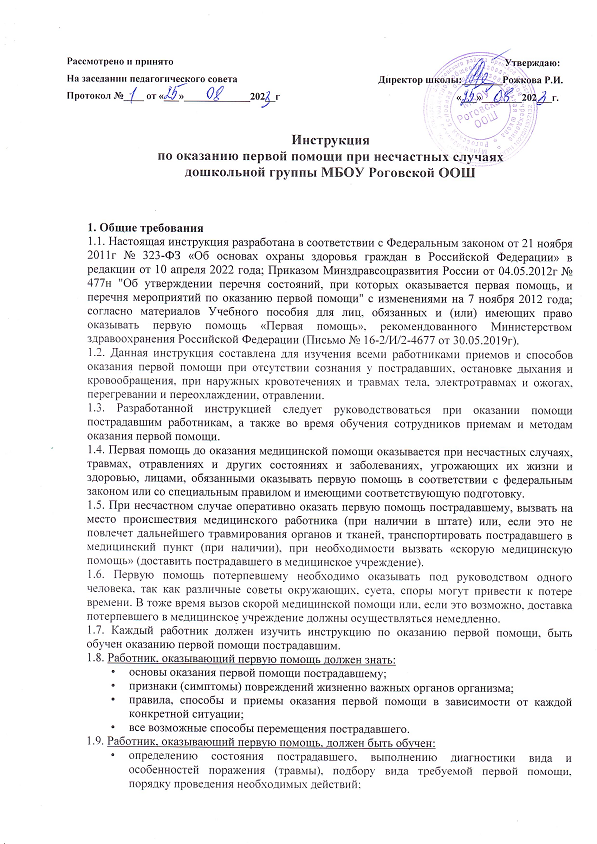 Рассмотрено и принято Утверждаю:
На заседании педагогического совета Директор школы: Рожкова Р.И.
Протокол № 1 от «25» 08 2023 г «25» 08 2023 г.
Инструкция
по оказанию первой помощи при несчастных случаях
дошкольной группы МБОУ Роговской ООШ
Роговская
ООШ
1. Общие требования
1.1. Настоящая инструкция разработана в соответствии с Федеральным законом от 21 ноября
2011г № 323-ФЗ «Об основах охраны здоровья граждан в Российской Федерации» в
редакции от 10 апреля 2022 года; Приказом Минздравсоцразвития России от 04.05.2012г №
477н "Об утверждении перечня состояний, при которых оказывается первая помощь, и
перечня мероприятий по оказанию первой помощи" с изменениями на 7 ноября 2012 года;
согласно материалов Учебного пособия для лиц, обязанных и (или) имеющих право
оказывать первую помощь «Первая помощь», рекомендованного Министерством
здравоохранения Российской Федерации (Письмо № 16-2/И/2-4677 от 30.05.2019г).
1.2. Данная инструкция составлена для изучения всеми работниками приемов и способов
оказания первой помощи при отсутствии сознания у пострадавших, остановке дыхания и
кровообращения, при наружных кровотечениях и травмах тела, электротравмах и ожогах,
перегревании и переохлаждении, отравлении.
1.3. Разработанной инструкцией следует руководствоваться при оказании помощи
пострадавшим работникам, а также во время обучения сотрудников приемам и методам
оказания первой помощи.
1.4. Первая помощь до оказания медицинской помощи оказывается при несчастных случаях,
травмах, отравлениях и других состояниях и заболеваниях, угрожающих их жизни и
здоровью, лицами, обязанными оказывать первую помощь в соответствии с федеральным
законом или со специальным правилом и имеющими соответствующую подготовку.
1.5. При несчастном случае оперативно оказать первую помощь пострадавшему, вызвать на
место происшествия медицинского работника (при наличии в штате) или, если это не
повлечет дальнейшего травмирования органов и тканей, транспортировать пострадавшего в
медицинский пункт (при наличии), при необходимости вызвать «скорую медицинскую
помощь» (доставить пострадавшего в медицинское учреждение).
1.6. Первую помощь потерпевшему необходимо оказывать под руководством одного
человека, так как различные советы окружающих, суета, споры могут привести к потере
времени. В тоже время вызов скорой медицинской помощи или, если это возможно, доставка
потерпевшего в медицинское учреждение должны осуществляться немедленно.
1.7. Каждый работник должен изучить инструкцию по оказанию первой помощи, быть
обучен оказанию первой помощи пострадавшим.
1.8. Работник, оказывающий первую помощь должен знать:
• основы оказания первой помощи пострадавшему;
• признаки (симптомы) повреждений жизненно важных органов организма;
• правила, способы и приемы оказания первой помощи в зависимости от каждой
конкретной ситуации;
• все возможные способы перемещения пострадавшего.
1.9. Работник, оказывающий первую помощь, должен быть обучен:
• определению состояния пострадавшего, выполнению диагностики вида и
особенностей поражения (травмы), подбору вида требуемой первой помощи,
порядку проведения необходимых действий;